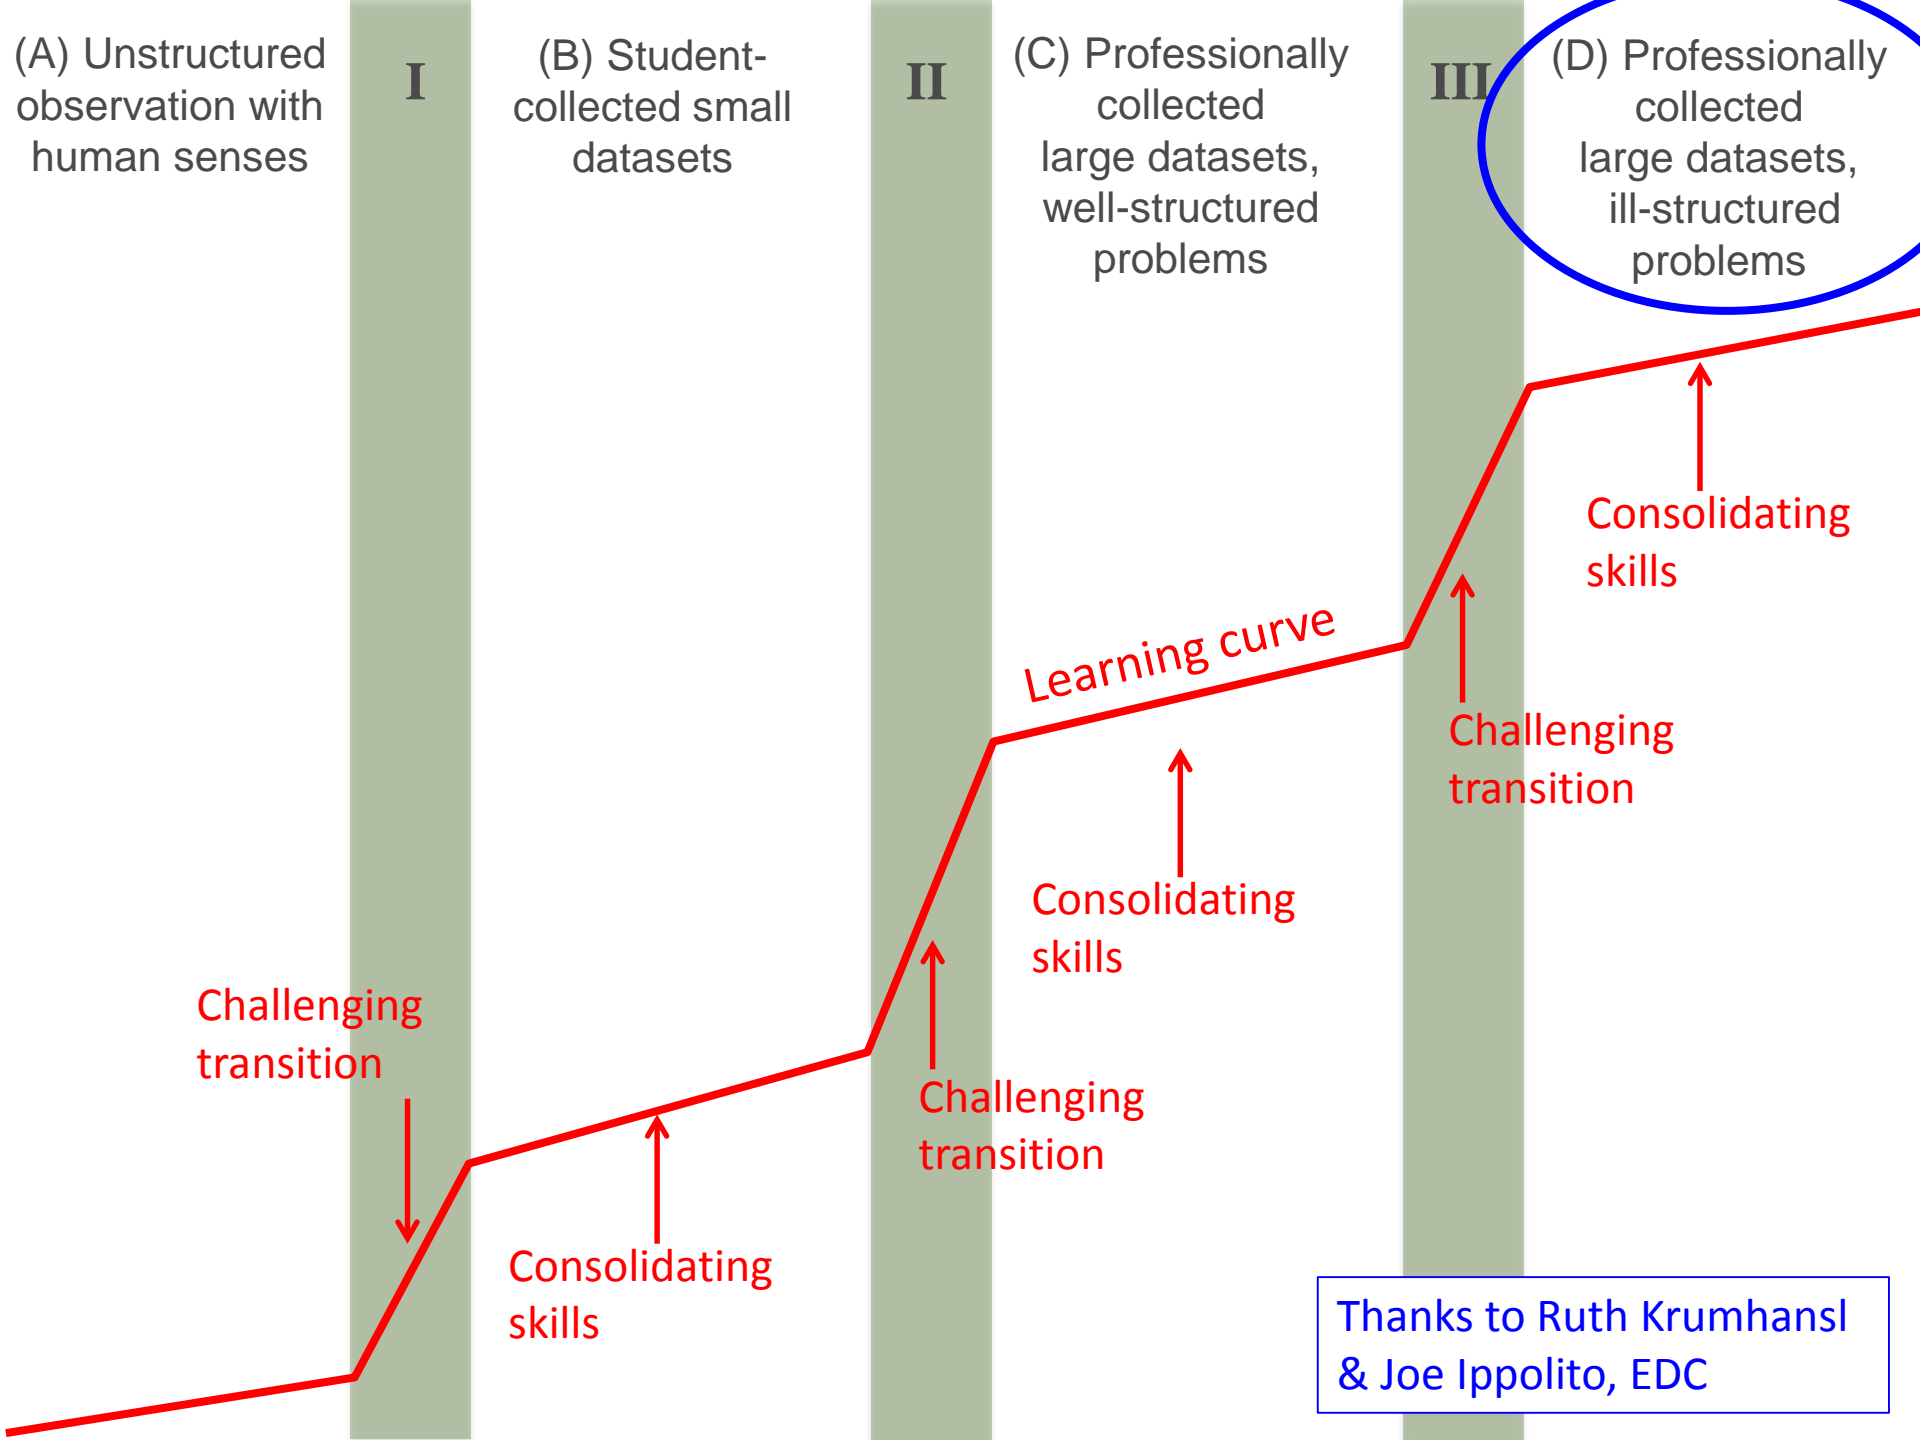 (A) Unstructured
observation with
human senses
I
(B) Student-
collected small
datasets
II
(C) Professionally
collected
large datasets,
well-structured
problems
III
(D) Professionally
collected
large datasets,
ill-structured
problems
Consolidating
skills
Learning curve
Challenging
transition
Consolidating
skills
Challenging
transition
Challenging
transition
Consolidating
skills
Thanks to Ruth Krumhansl
& Joe Ippolito, EDC